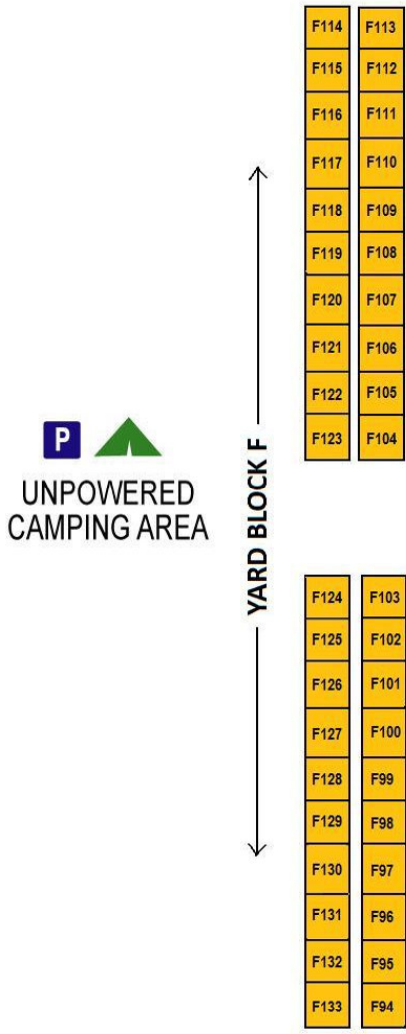 F114 F113
F115 F112
F116 F111
F117 F110
F118 F109
F119 F108
F120 F107
F121 F106
F122 F105
F123 F104
P
UNPOWERED
CAMPING AREA
YARD BLOCK F
F124 F103
F125 F102
F126 F101
F127 F100
F128 F99
F129 F98
F130 F97
F131 F96
F132 F95
F133 F94